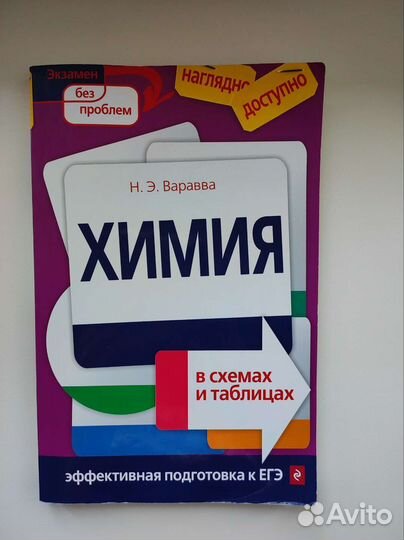 Экзамен
без
проблем
наглядно
доступно
Н. Э. Варавва
ХИМИЯ
в схемах
и таблицах
эффективная подготовка к ЕГЭ
Avito